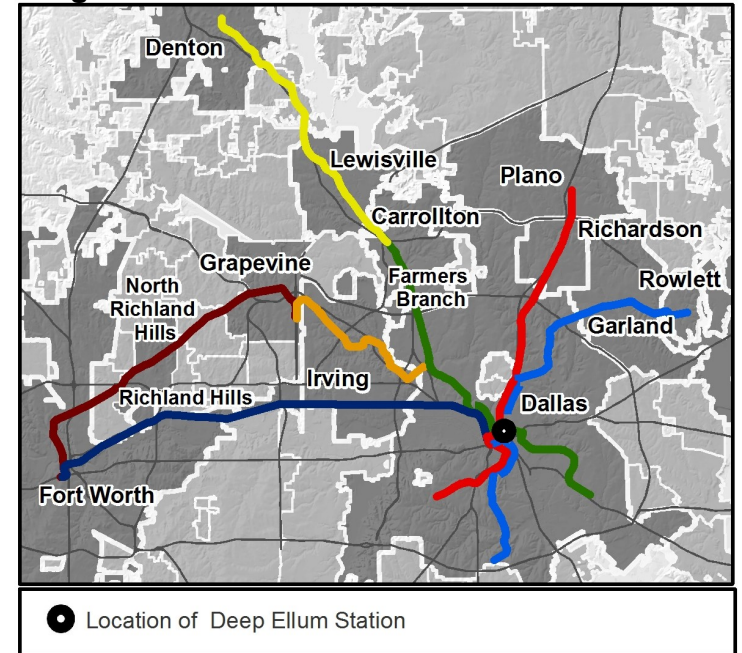 Denton
Lewisville
Plano
Carrollton
Richardson
Grapevine
Farmers
Branch
Rowlett
North
Richland
Hills
Garland
Irving
Richland Hills
Dallas
Fort Worth
Location of Deep Ellum Station